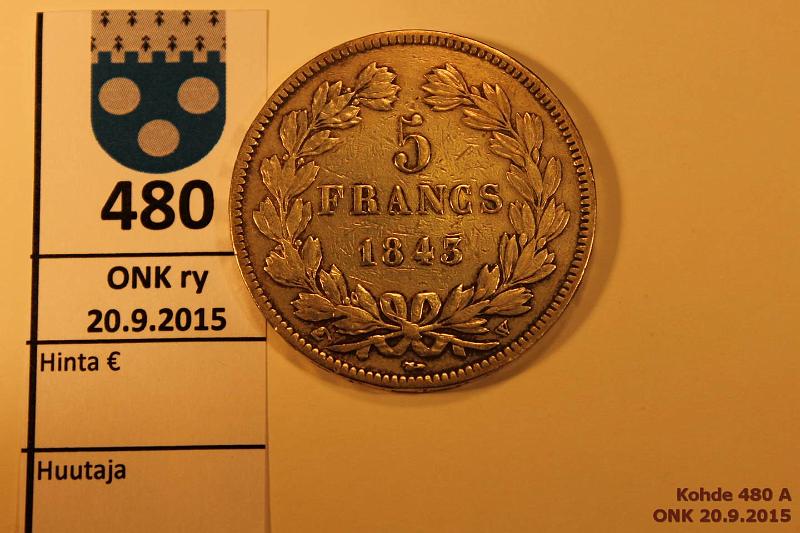 480
ONK ry
20.9.2015
Hinta €
Huutaja
5
FRANCS
1843
W
Kohde 480 A
ONK 20.9.2015